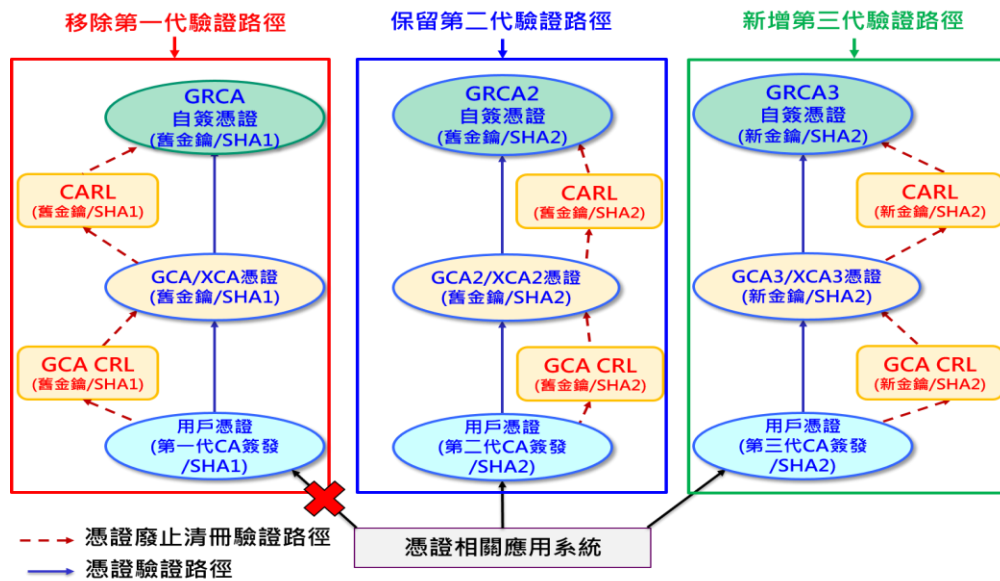 移除第一代驗證路徑
保留第二代驗證路徑
新增第三代驗證路徑
GRCA
自簽憑證
(舊金鑰/SHA1)
CARL
(舊金鑰/SHA1)
GCA/XCA憑證
(舊金鑰/SHA1)
GCA CRL
(舊金鑰/SHA1)
用戶憑證
(第一代CA簽發
/SHA1)
GRCA2
自簽憑證
(舊金鑰/SHA2)
CARL
(舊金鑰/SHA2)
GCA2/XCA2憑證
(舊金鑰/SHA2)
GCA CRL
(舊金鑰/SHA2)
用戶憑證
(第二代CA簽發
/SHA2)
GRCA3
自簽憑證
(新金鑰/SHA2)
CARL
(新金鑰/SHA2)
GCA3/XCA3憑證
(新金鑰/SHA2)
GCA CRL
(新金鑰/SHA2)
用戶憑證
(第三代CA簽發
/SHA2)
憑證廢止清冊驗證路徑
憑證驗證路徑
憑證相關應用系統